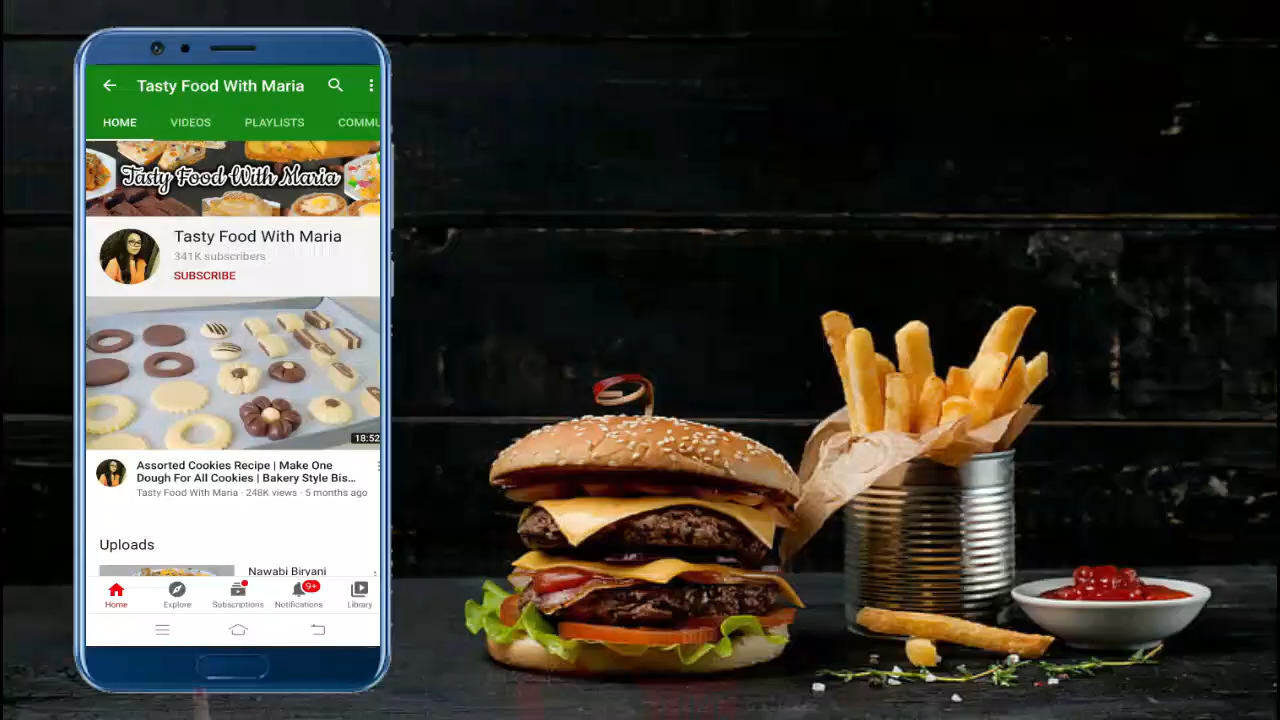 Tasty Food With Maria
HOME VIDEOS PLAYLISTS COMMU
Tasty Food With Maria
Tasty Food With Maria
341K subscribers
SUBSCRIBE
18:52
Assorted Cookies Recipe | Make One
Dough For All Cookies | Bakery Style Bis...
Tasty Food With Maria · 248K views · 5 months ago
Uploads
Nawabi Biryani
9+
Home Explore Subscriptions Notifications Library